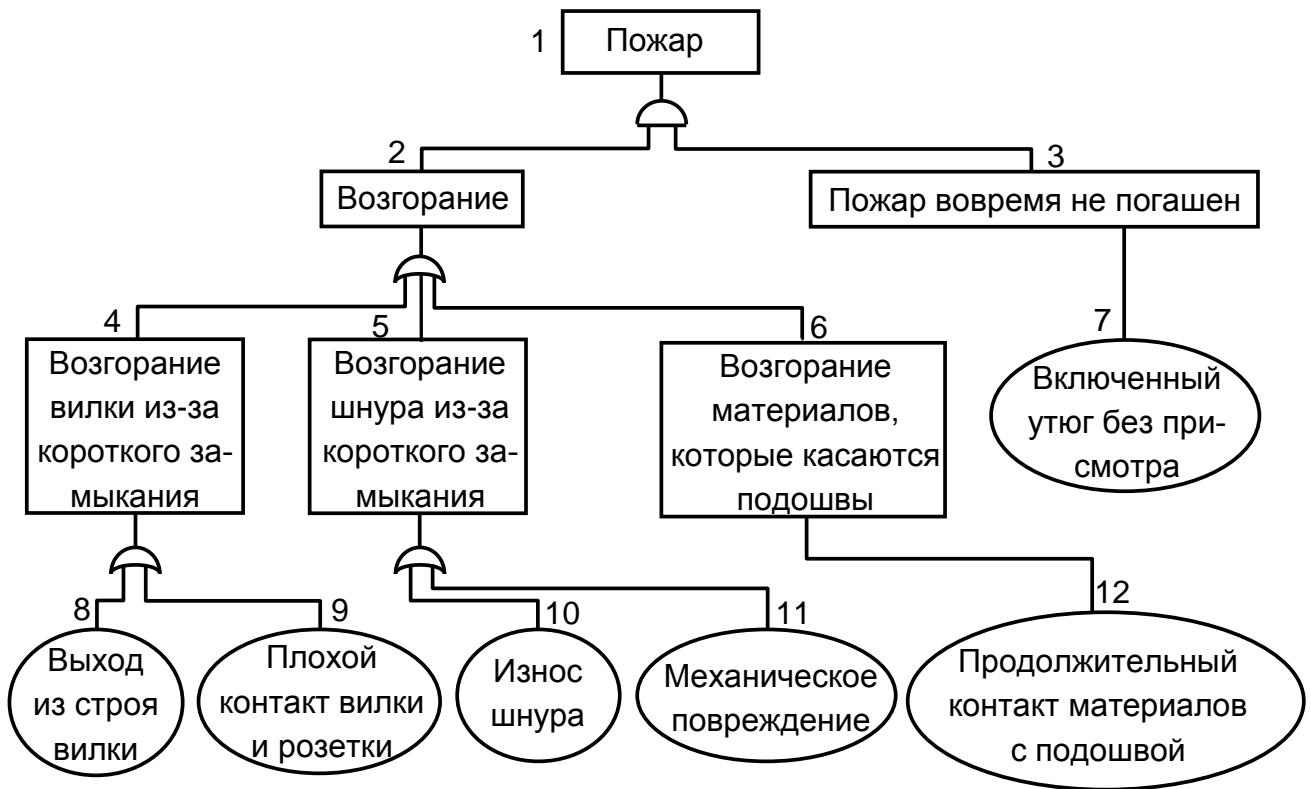 1
Пожар
2
3
Возгорание
Пожар вовремя не погашен
4
5
6
7
Возгорание
вилки из-за
короткого за-
мыкания
Возгорание
шнура из-за
короткого за-
мыкания
Возгорание
материалов,
которые касаются
подошвы
Включенный
утюг без при-
смотра
8
9
10
11
12
Выход
из строя
вилки
Плохой
контакт вилки
и розетки
Износ
шнура
Механическое
повреждение
Продолжительный
контакт материалов
с подошвой